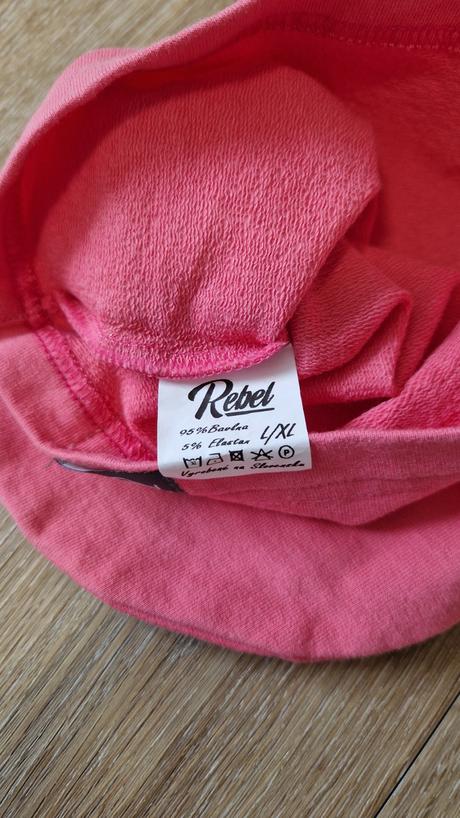 Rebel
95% Bavlna
5% Elastan L/XL
Vyrobené na Slovensku